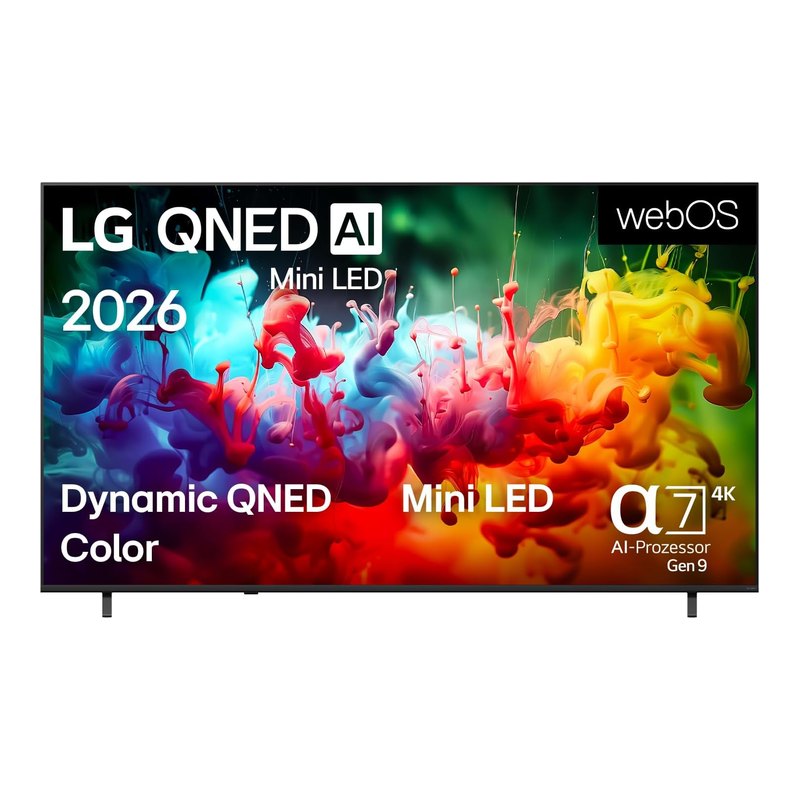 LG QNED AI
Mini LED
2026
webOS
Dynamic QNED
Color
Mini LED
α7 4K
AI-Prozessor
Gen 9